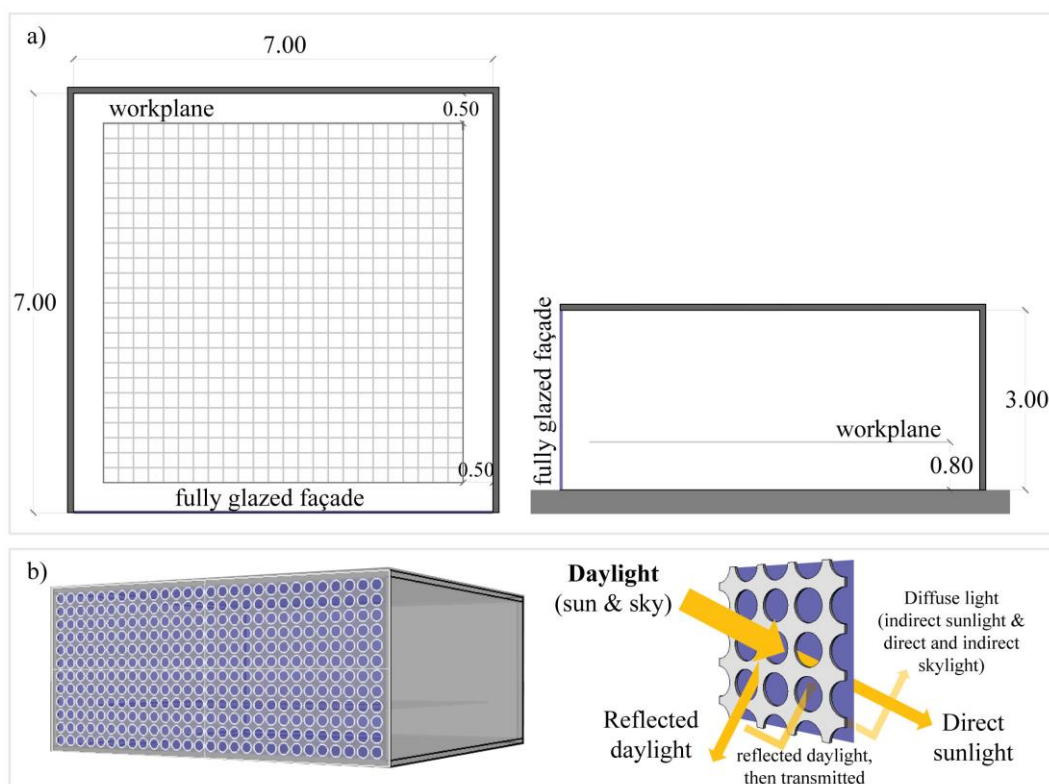 a)
7.00
workplane
0.50
7.00
0.50
fully glazed façade
fully glazed façade
workplane
3.00
0.80
b)
Daylight
(sun & sky)
Diffuse light
(indirect sunlight &
direct and indirect
skylight)
Reflected
daylight
reflected daylight,
then transmitted
Direct
sunlight